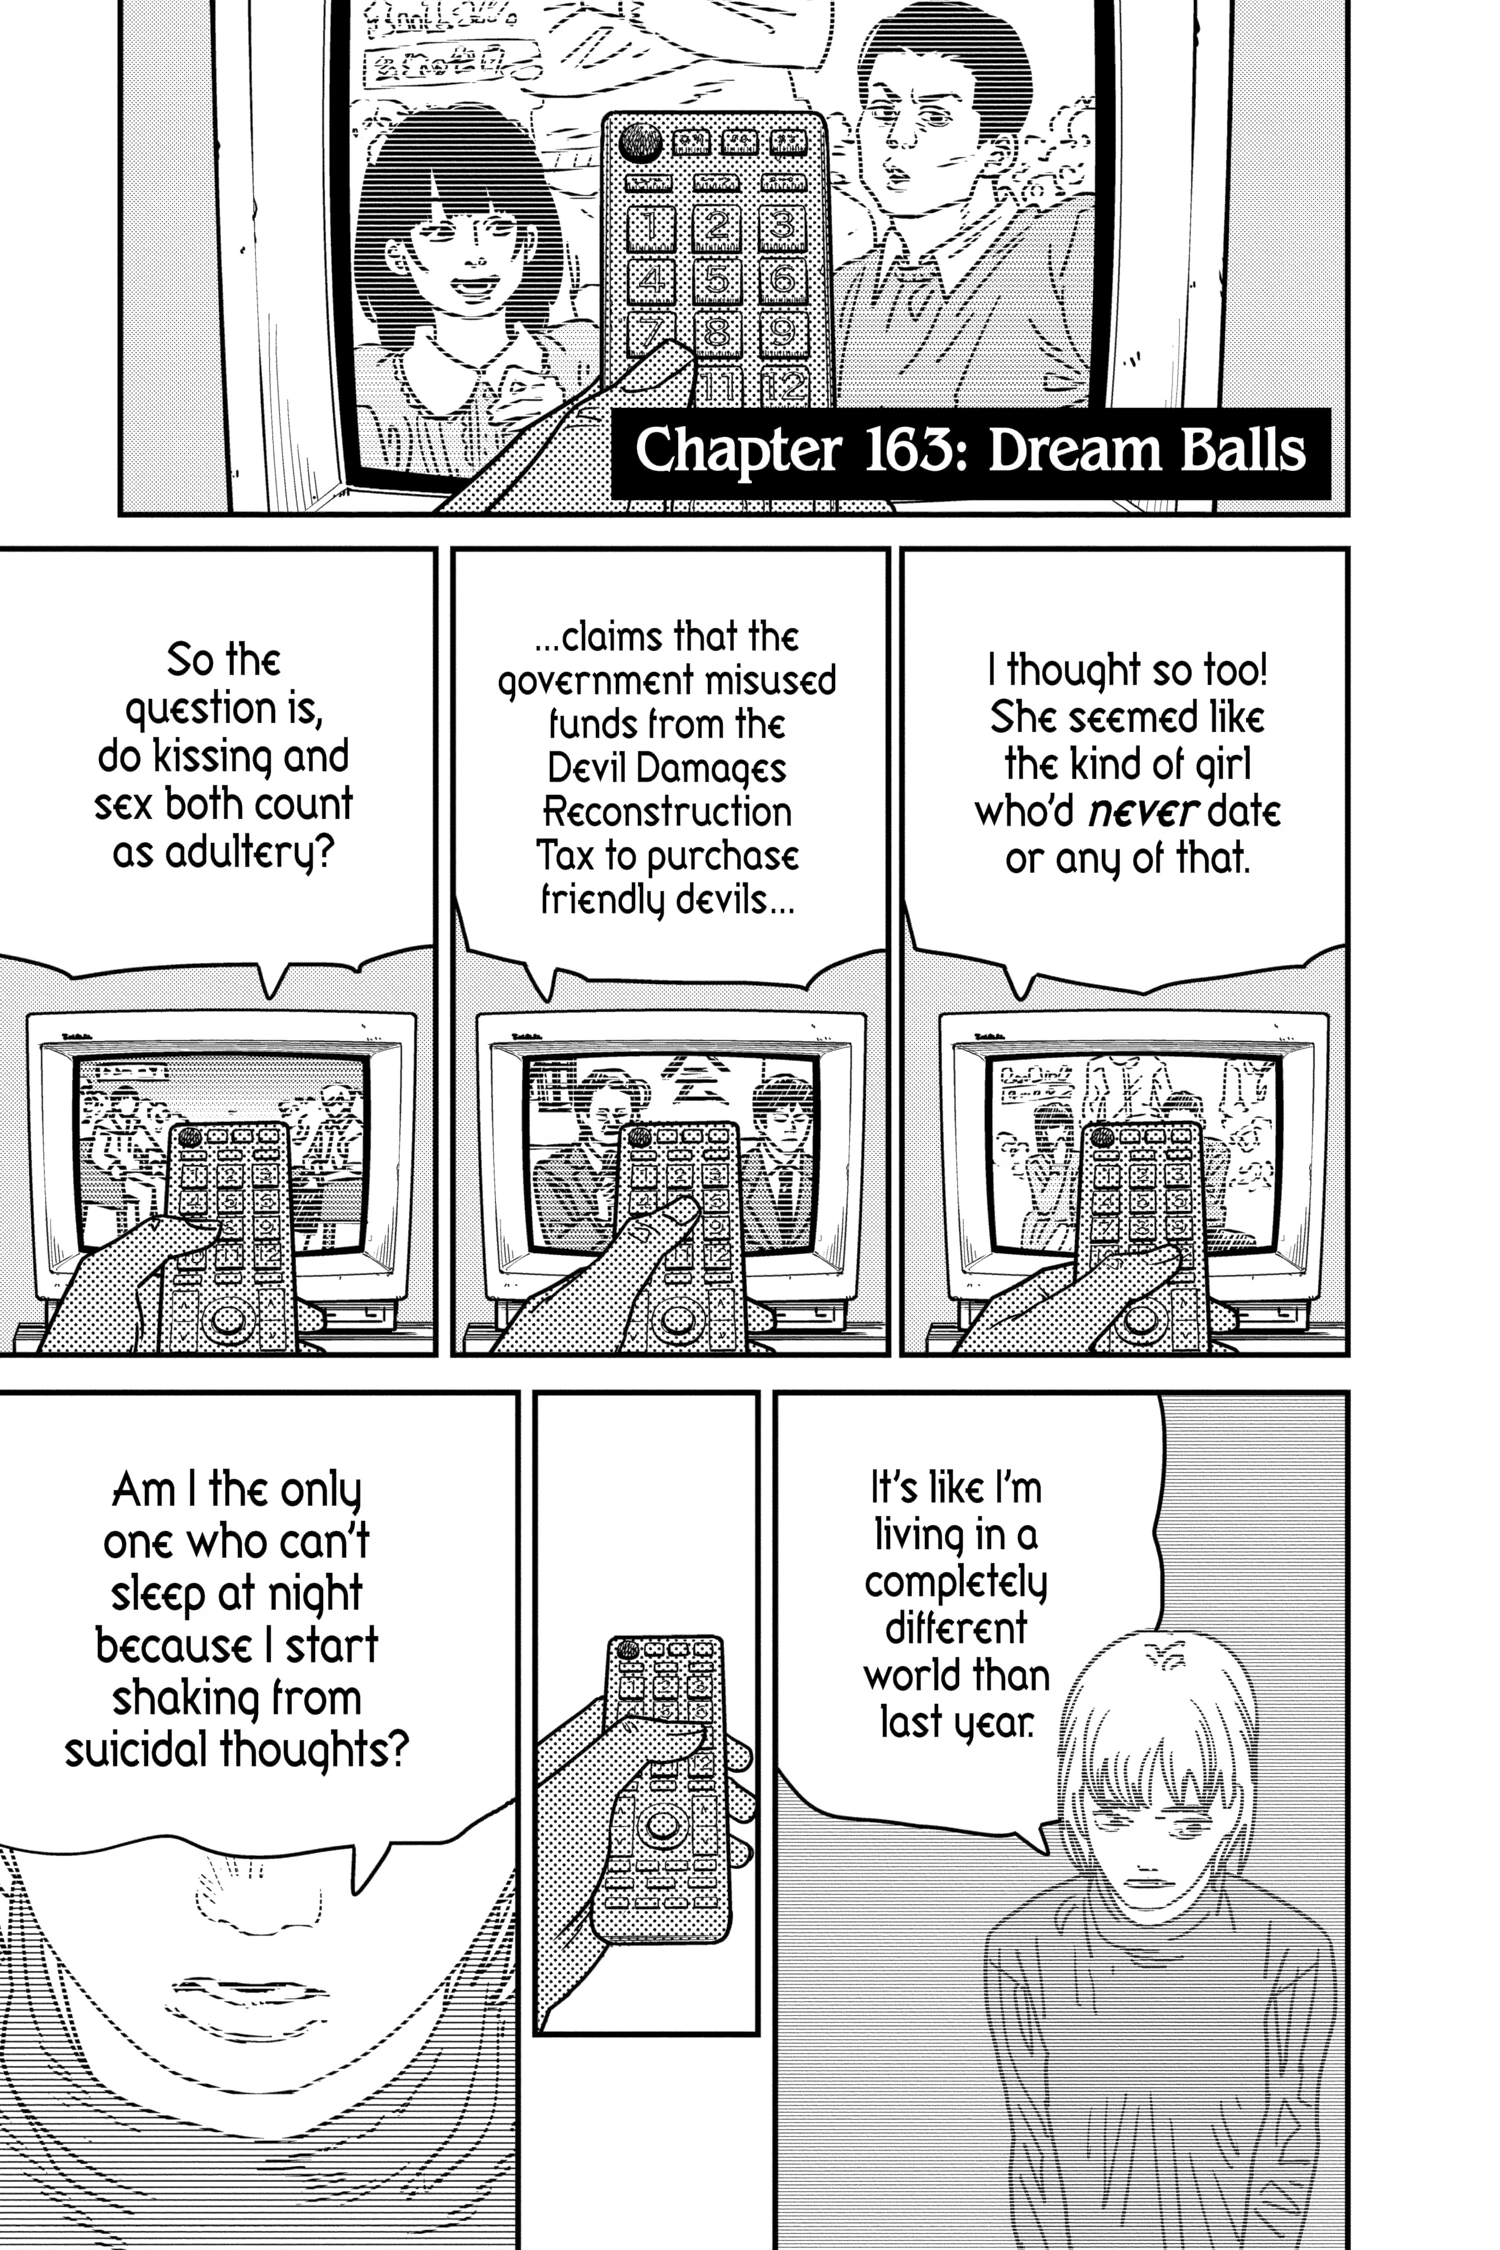 1 2 3
4 5 6
7 8 9
11 12
Chapter 163: Dream Balls
I thought so too!
She seemed like
the kind of girl
who'd never date
or any of that.
...claims that the
government misused
funds from the
Devil Damages
Reconstruction
Tax to purchase
friendly devils...
So the
question is,
do kissing and
sex both count
as adultery?
It's like I'm
living in a
completely
different
world than
last year.
Am I the only
one who can't
sleep at night
because I start
shaking from
suicidal thoughts?